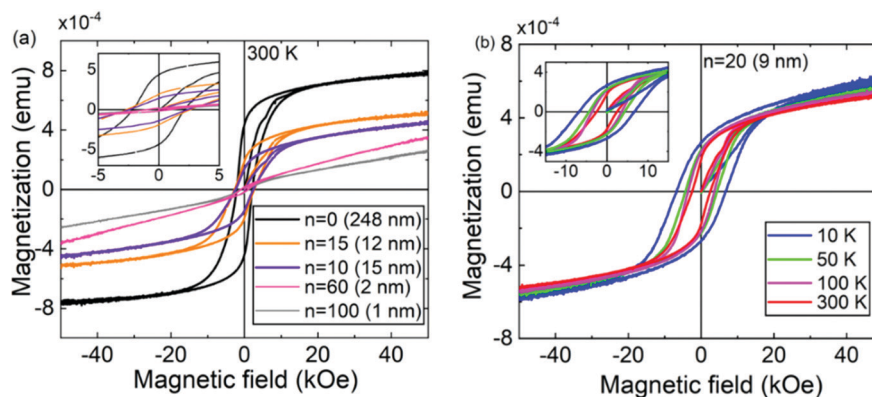 (a)
x10⁻⁴
300 K
8
4
0
-4
-8
5
0
-5
-5 0 5
n=0 (248 nm)
n=15 (12 nm)
n=10 (15 nm)
n=60 (2 nm)
n=100 (1 nm)
-40 -20 0 20 40
Magnetic field (kOe)
Magnetization (emu)
(b)
x10⁻⁴
n=20 (9 nm)
8
4
0
-4
-8
4
0
-4
-10 0 10
10 K
50 K
100 K
300 K
-40 -20 0 20 40
Magnetic field (kOe)
Magnetization (emu)